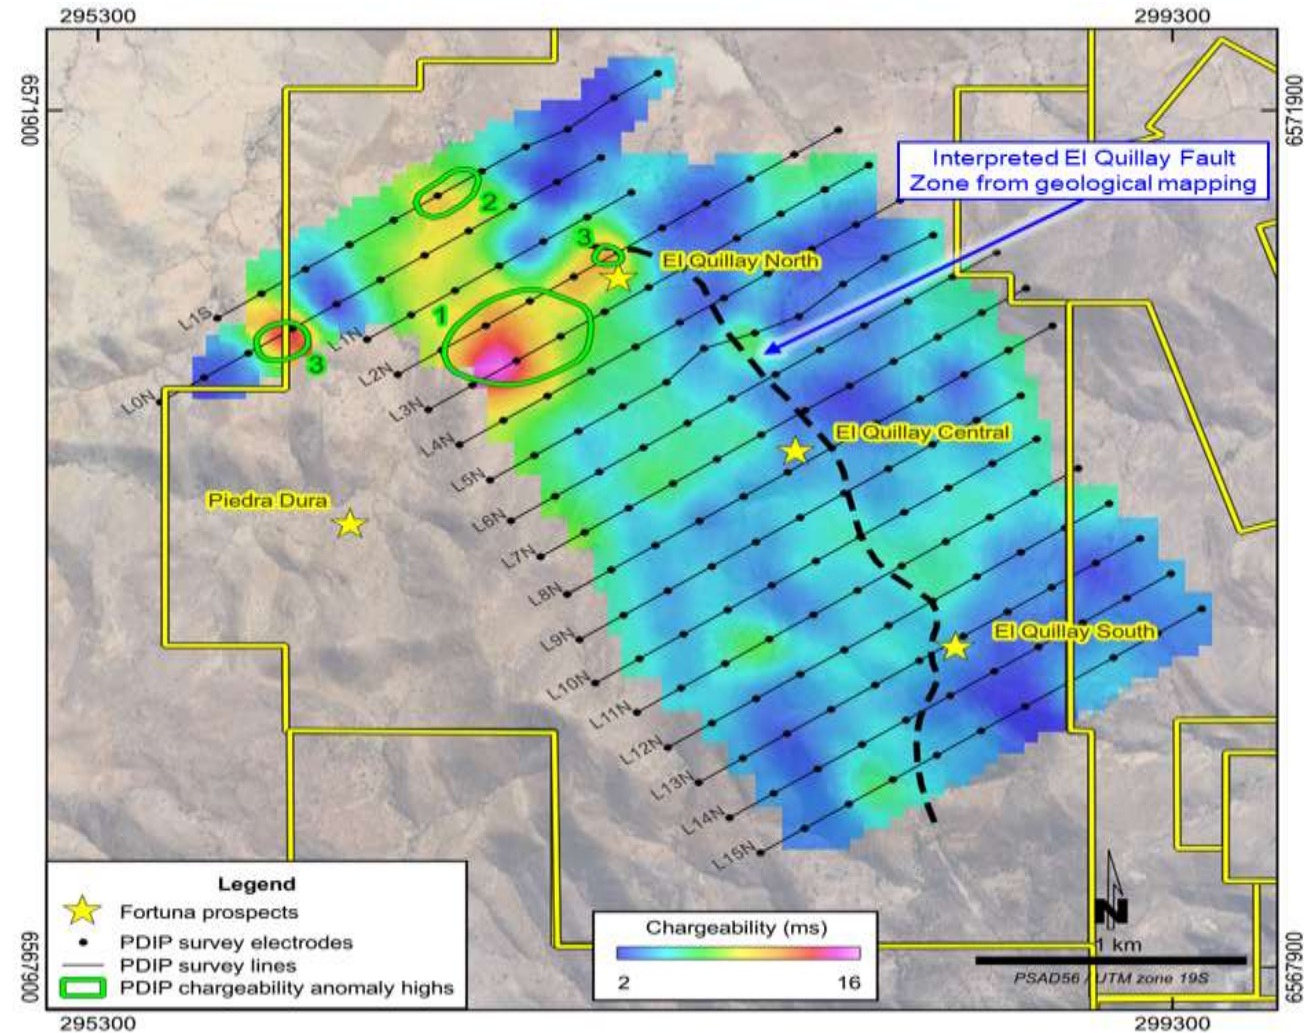 295300
299300
6571900
6571900
Interpreted El Quillay Fault
Zone from geological mapping
2
3
El Quillay North
L1S
1
L1N
3
L2N
L0N
L3N
El Quillay Central
L4N
L5N
Piedra Dura
L6N
L7N
L8N
El Quillay South
L9N
L10N
L11N
L12N
L13N
L14N
L15N
Legend
Fortuna prospects
PDIP survey electrodes
PDIP survey lines
PDIP chargeability anomaly highs
Chargeability (ms)
2
16
N
1 km
PSAD56 / UTM zone 19S
6567900
6567900
295300
299300